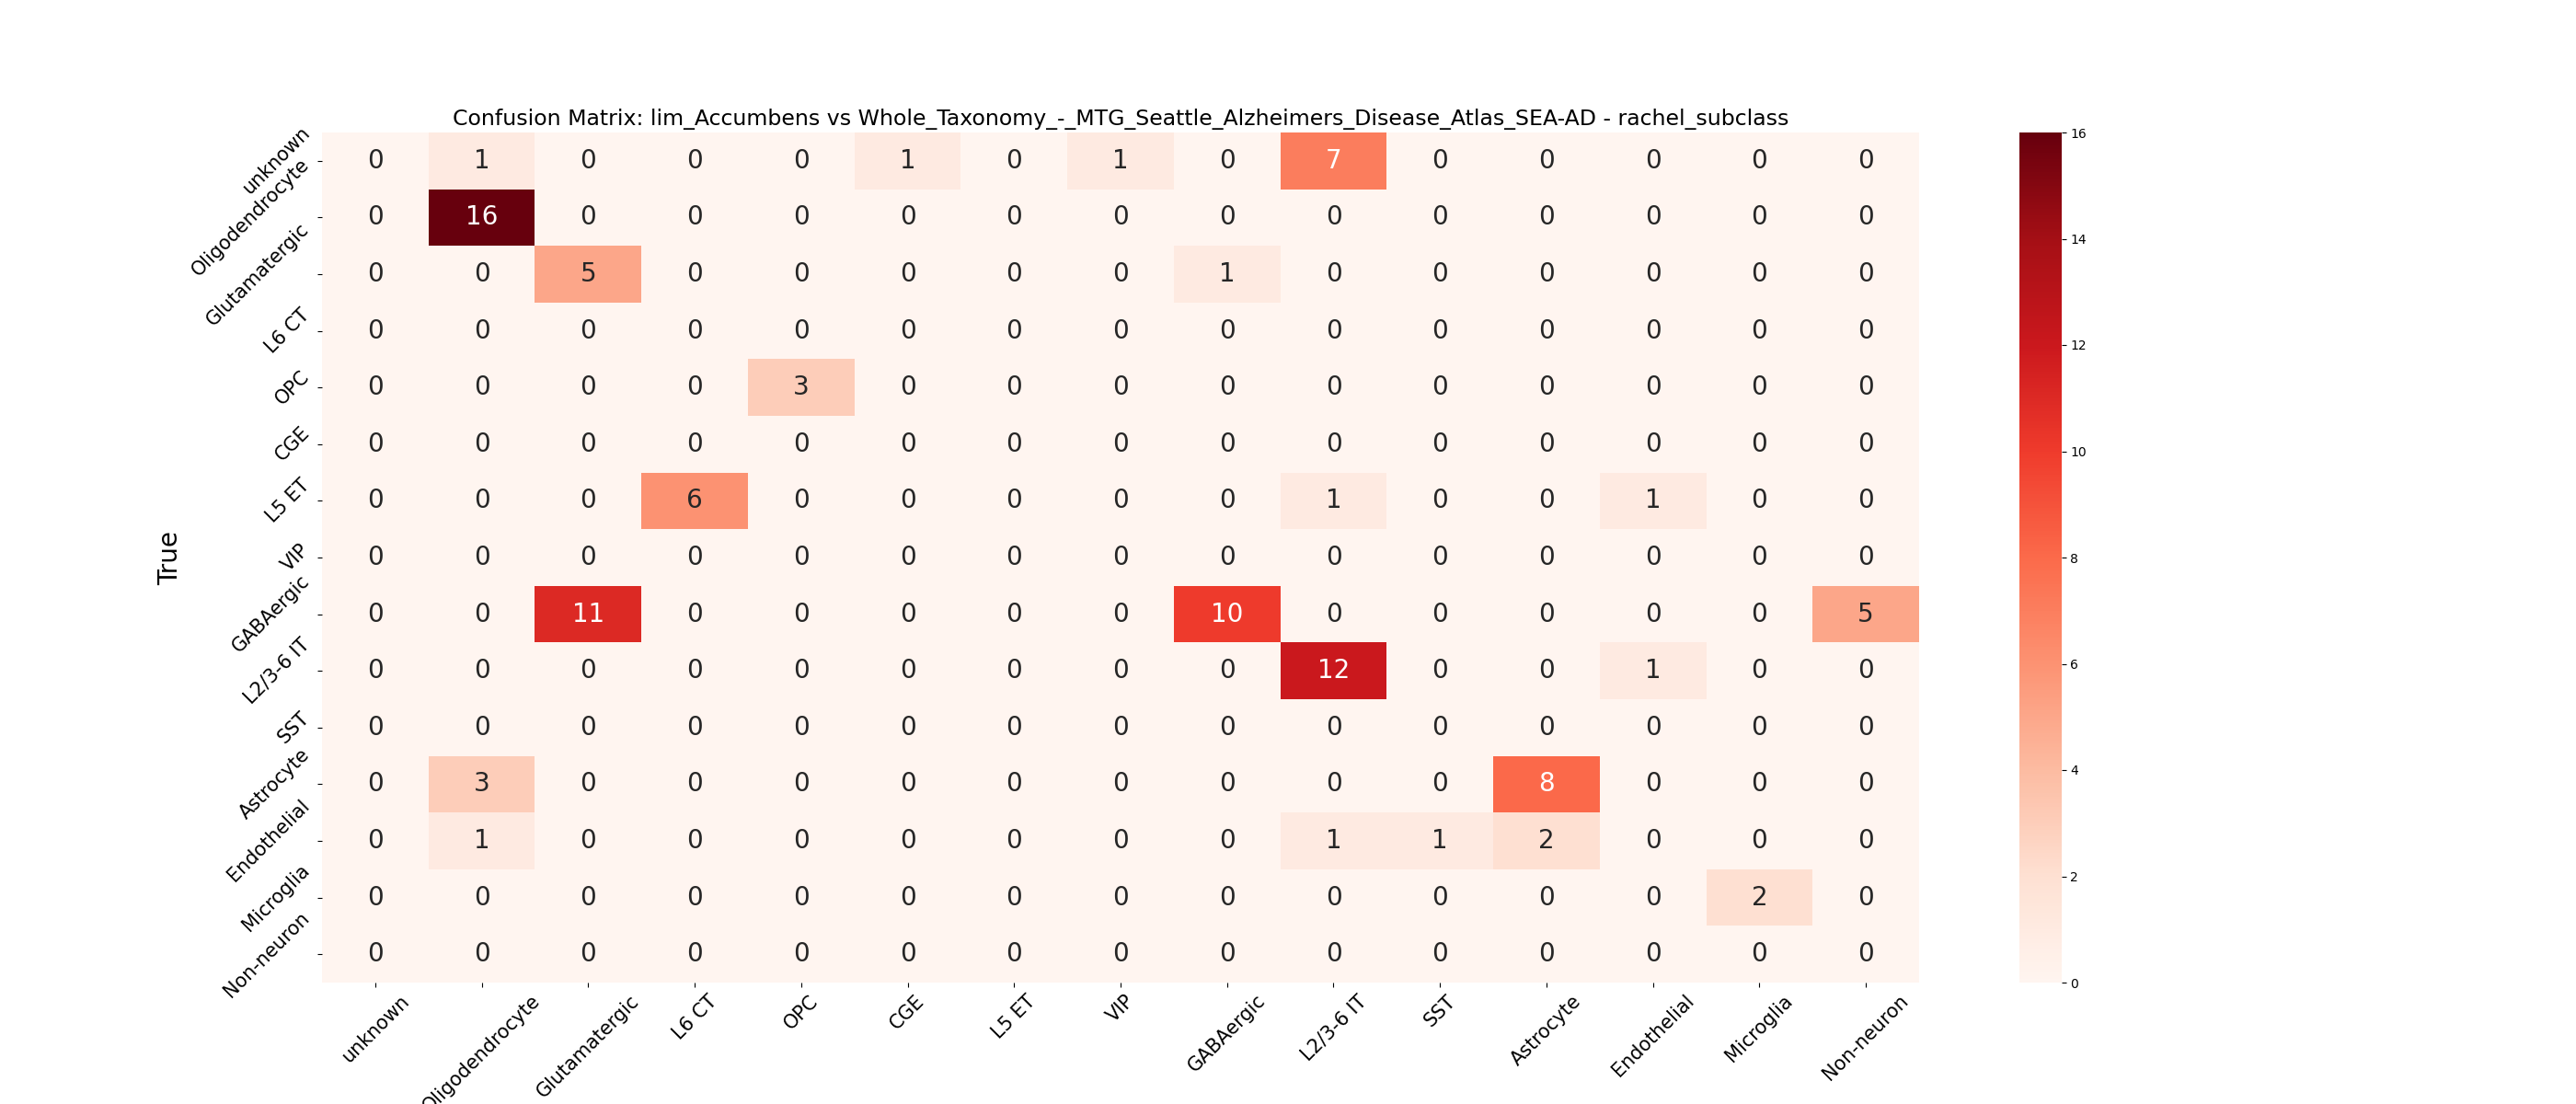 Confusion Matrix: lim_Accumbens vs Whole_Taxonomy_-_MTG_Seattle_Alzheimers_Disease_Atlas_SEA-AD - rachel_subclass
True
unknown 0 1 0 0 0 1 0 1 0 7 0 0 0 0 0
Oligodendrocyte 0 16 0 0 0 0 0 0 0 0 0 0 0 0 0
Glutamatergic 0 0 5 0 0 0 0 0 1 0 0 0 0 0 0
L6 CT 0 0 0 0 0 0 0 0 0 0 0 0 0 0 0
OPC 0 0 0 0 3 0 0 0 0 0 0 0 0 0 0
CGE 0 0 0 0 0 0 0 0 0 0 0 0 0 0 0
L5 ET 0 0 0 6 0 0 0 0 0 1 0 0 1 0 0
VIP 0 0 0 0 0 0 0 0 0 0 0 0 0 0 0
GABAergic 0 0 11 0 0 0 0 0 10 0 0 0 0 0 5
L2/3-6 IT 0 0 0 0 0 0 0 0 0 12 0 0 1 0 0
SST 0 0 0 0 0 0 0 0 0 0 0 0 0 0 0
Astrocyte 0 3 0 0 0 0 0 0 0 0 0 8 0 0 0
Endothelial 0 1 0 0 0 0 0 0 0 1 1 2 0 0 0
Microglia 0 0 0 0 0 0 0 0 0 0 0 0 0 2 0
Non-neuron 0 0 0 0 0 0 0 0 0 0 0 0 0 0 0
unknown Oligodendrocyte Glutamatergic L6 CT OPC CGE L5 ET VIP GABAergic L2/3-6 IT SST Astrocyte Endothelial Microglia Non-neuron
16
14
12
10
8
6
4
2
0